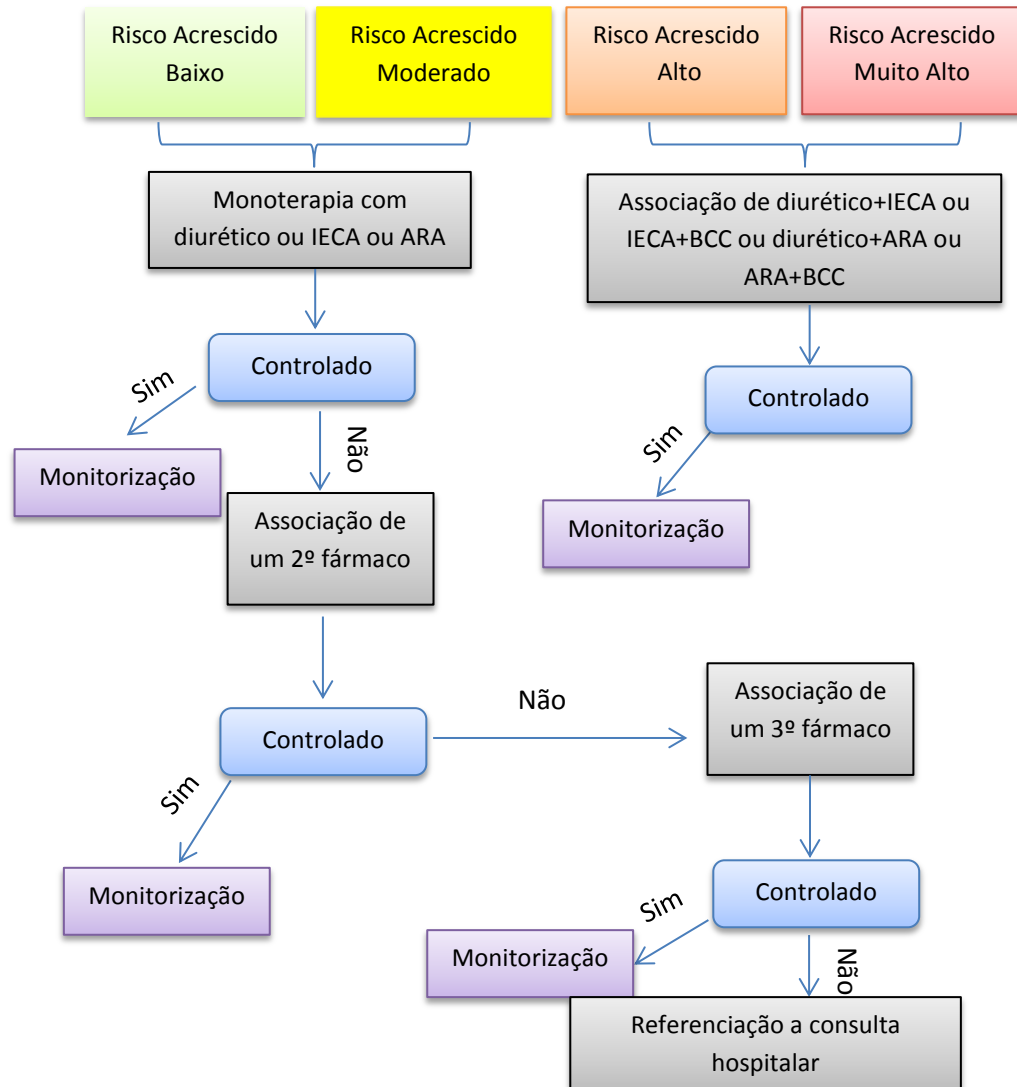 Risco Acrescido
Baixo
Risco Acrescido
Moderado
Risco Acrescido
Alto
Risco Acrescido
Muito Alto
Monoterapia com
diurético ou IECA ou ARA
Associação de diurético+IECA ou
IECA+BCC ou diurético+ARA ou
ARA+BCC
Controlado
Sim
Não
Monitorização
Controlado
Sim
Monitorização
Associação de
um 2º fármaco
Controlado
Não
Sim
Monitorização
Associação de
um 3º fármaco
Controlado
Sim
Não
Monitorização
Referenciação a consulta
hospitalar